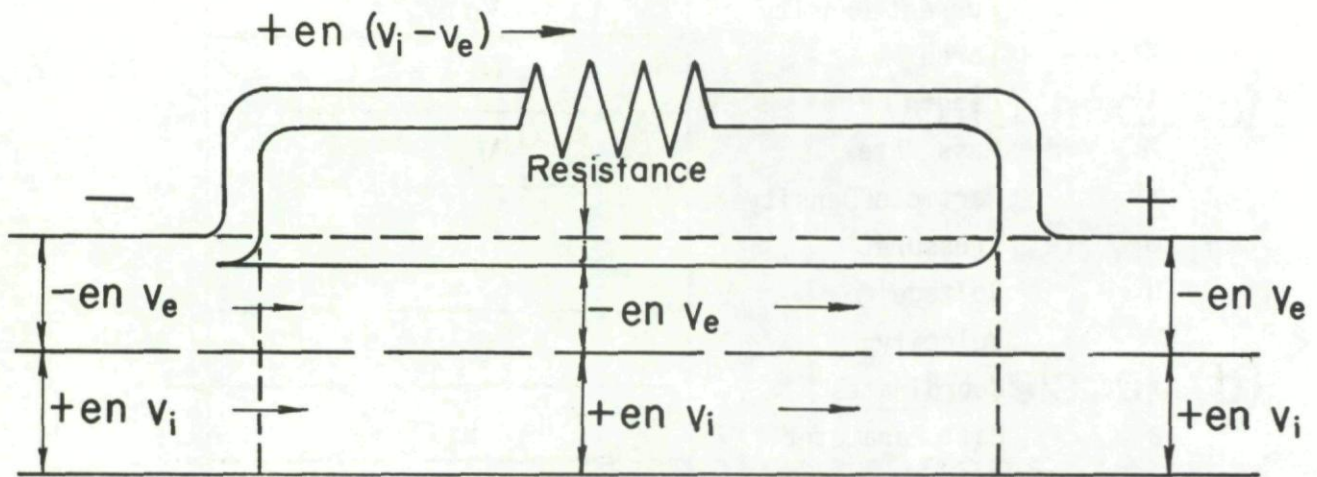 +en (vᵢ-vₑ)
Resistance
−
+
-en vₑ
-en vₑ
-en vₑ
+en vᵢ
+en vᵢ
+en vᵢ